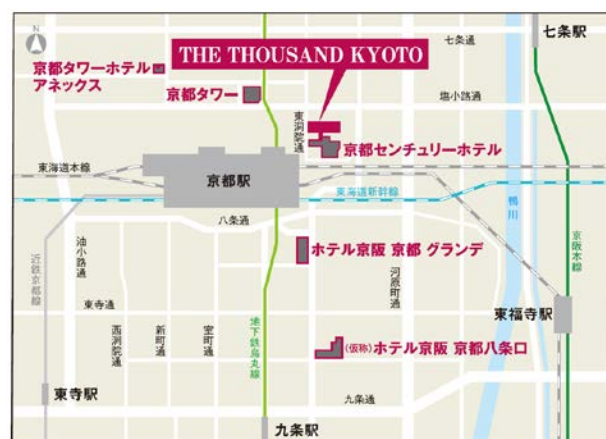 N
七条通
七条駅
THE THOUSAND KYOTO
京都タワーホテル
アネックス
京都タワー
塩小路通
東洞院通
京都センチュリーホテル
東海道本線
京都駅
東海道新幹線
鴨川
八条通
油小路通
近鉄京都線
ホテル京阪 京都 グランデ
河原町通
京阪本線
東寺通
西洞院通
新町通
室町通
地下鉄烏丸線
東福寺駅
(仮称)ホテル京阪 京都八条口
東寺駅
九条通
九条駅